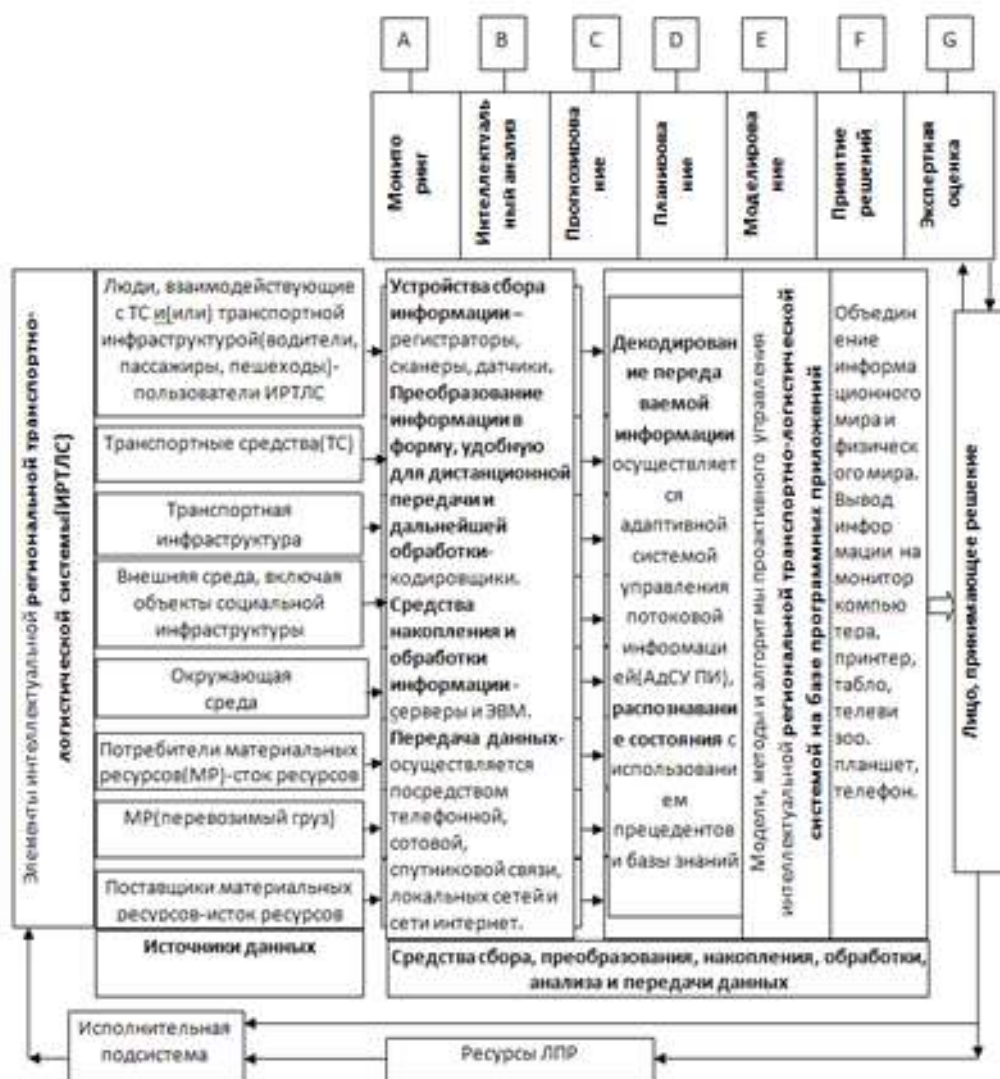 A
B
C
D
E
F
G
Монито
ринг
Интеллектуаль
ный анализ
Прогнозирова
ние
Планирова
ние
Моделирова
ние
Принятие
решений
Экспертная
оценка
Элементы интеллектуальной региональной транспортно-
логистической системы(ИРТЛС)
Люди, взаимодействующие
с ТС и(или) транспортной
инфраструктурой(водители,
пассажиры, пешеходы)-
пользователи ИРТЛС
Транспортные средства(ТС)
Транспортная
инфраструктура
Внешняя среда, включая
объекты социальной
инфраструктуры
Окружающая
среда
Потребители материальных
ресурсов(МР)-сток ресурсов
МР(перевозимый груз)
Поставщики материальных
ресурсов-исток ресурсов
Источники данных
Устройства сбора
информации –
регистраторы,
сканеры, датчики.
Преобразование
информации в
форму, удобную
для дистанционной
передачи и
дальнейшей
обработки-
кодировщики.
Средства
накопления и
обработки
информации-
серверы и ЭВМ.
Передача данных-
осуществляется
посредством
телефонной,
сотовой,
спутниковой связи,
локальных сетей и
сети интернет.
Декодирован
ие переда
ваемой
информации
осуществляет
ся
адаптивной
системой
управления
потоковой
информаци
ей(АдСУ ПИ),
распознавани
е состояния с
использовани
ем
прецедентов
и базы знаний
Модели, методы и алгоритмы проактивного управления
интеллектуальной региональной транспортно-логистической
системой на базе программных приложений
Объедин
ение
информа
ционного
мира и
физическ
ого мира.
Вывод
инфор
мации на
монитор
компью
тера,
принтер,
табло,
телеви
зоо.
планшет,
телефон.
Средства сбора, преобразования, накопления, обработки,
анализа и передачи данных
Лицо, принимающее решение
Исполнительная
подсистема
Ресурсы ЛПР